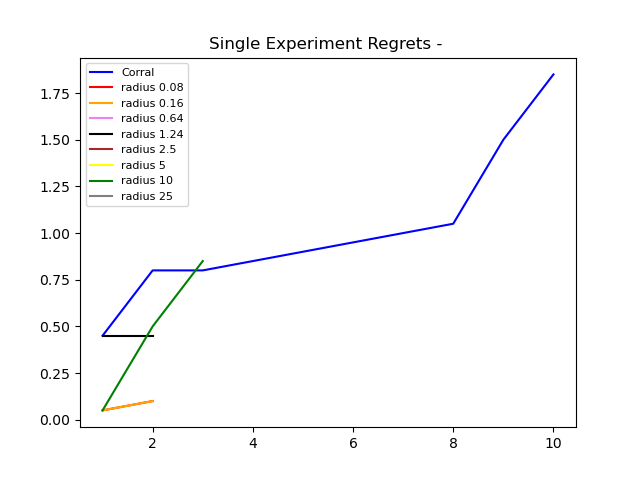 Single Experiment Regrets -
Corral
radius 0.08
radius 0.16
radius 0.64
radius 1.24
radius 2.5
radius 5
radius 10
radius 25
1.75
1.50
1.25
1.00
0.75
0.50
0.25
0.00
2 4 6 8 10